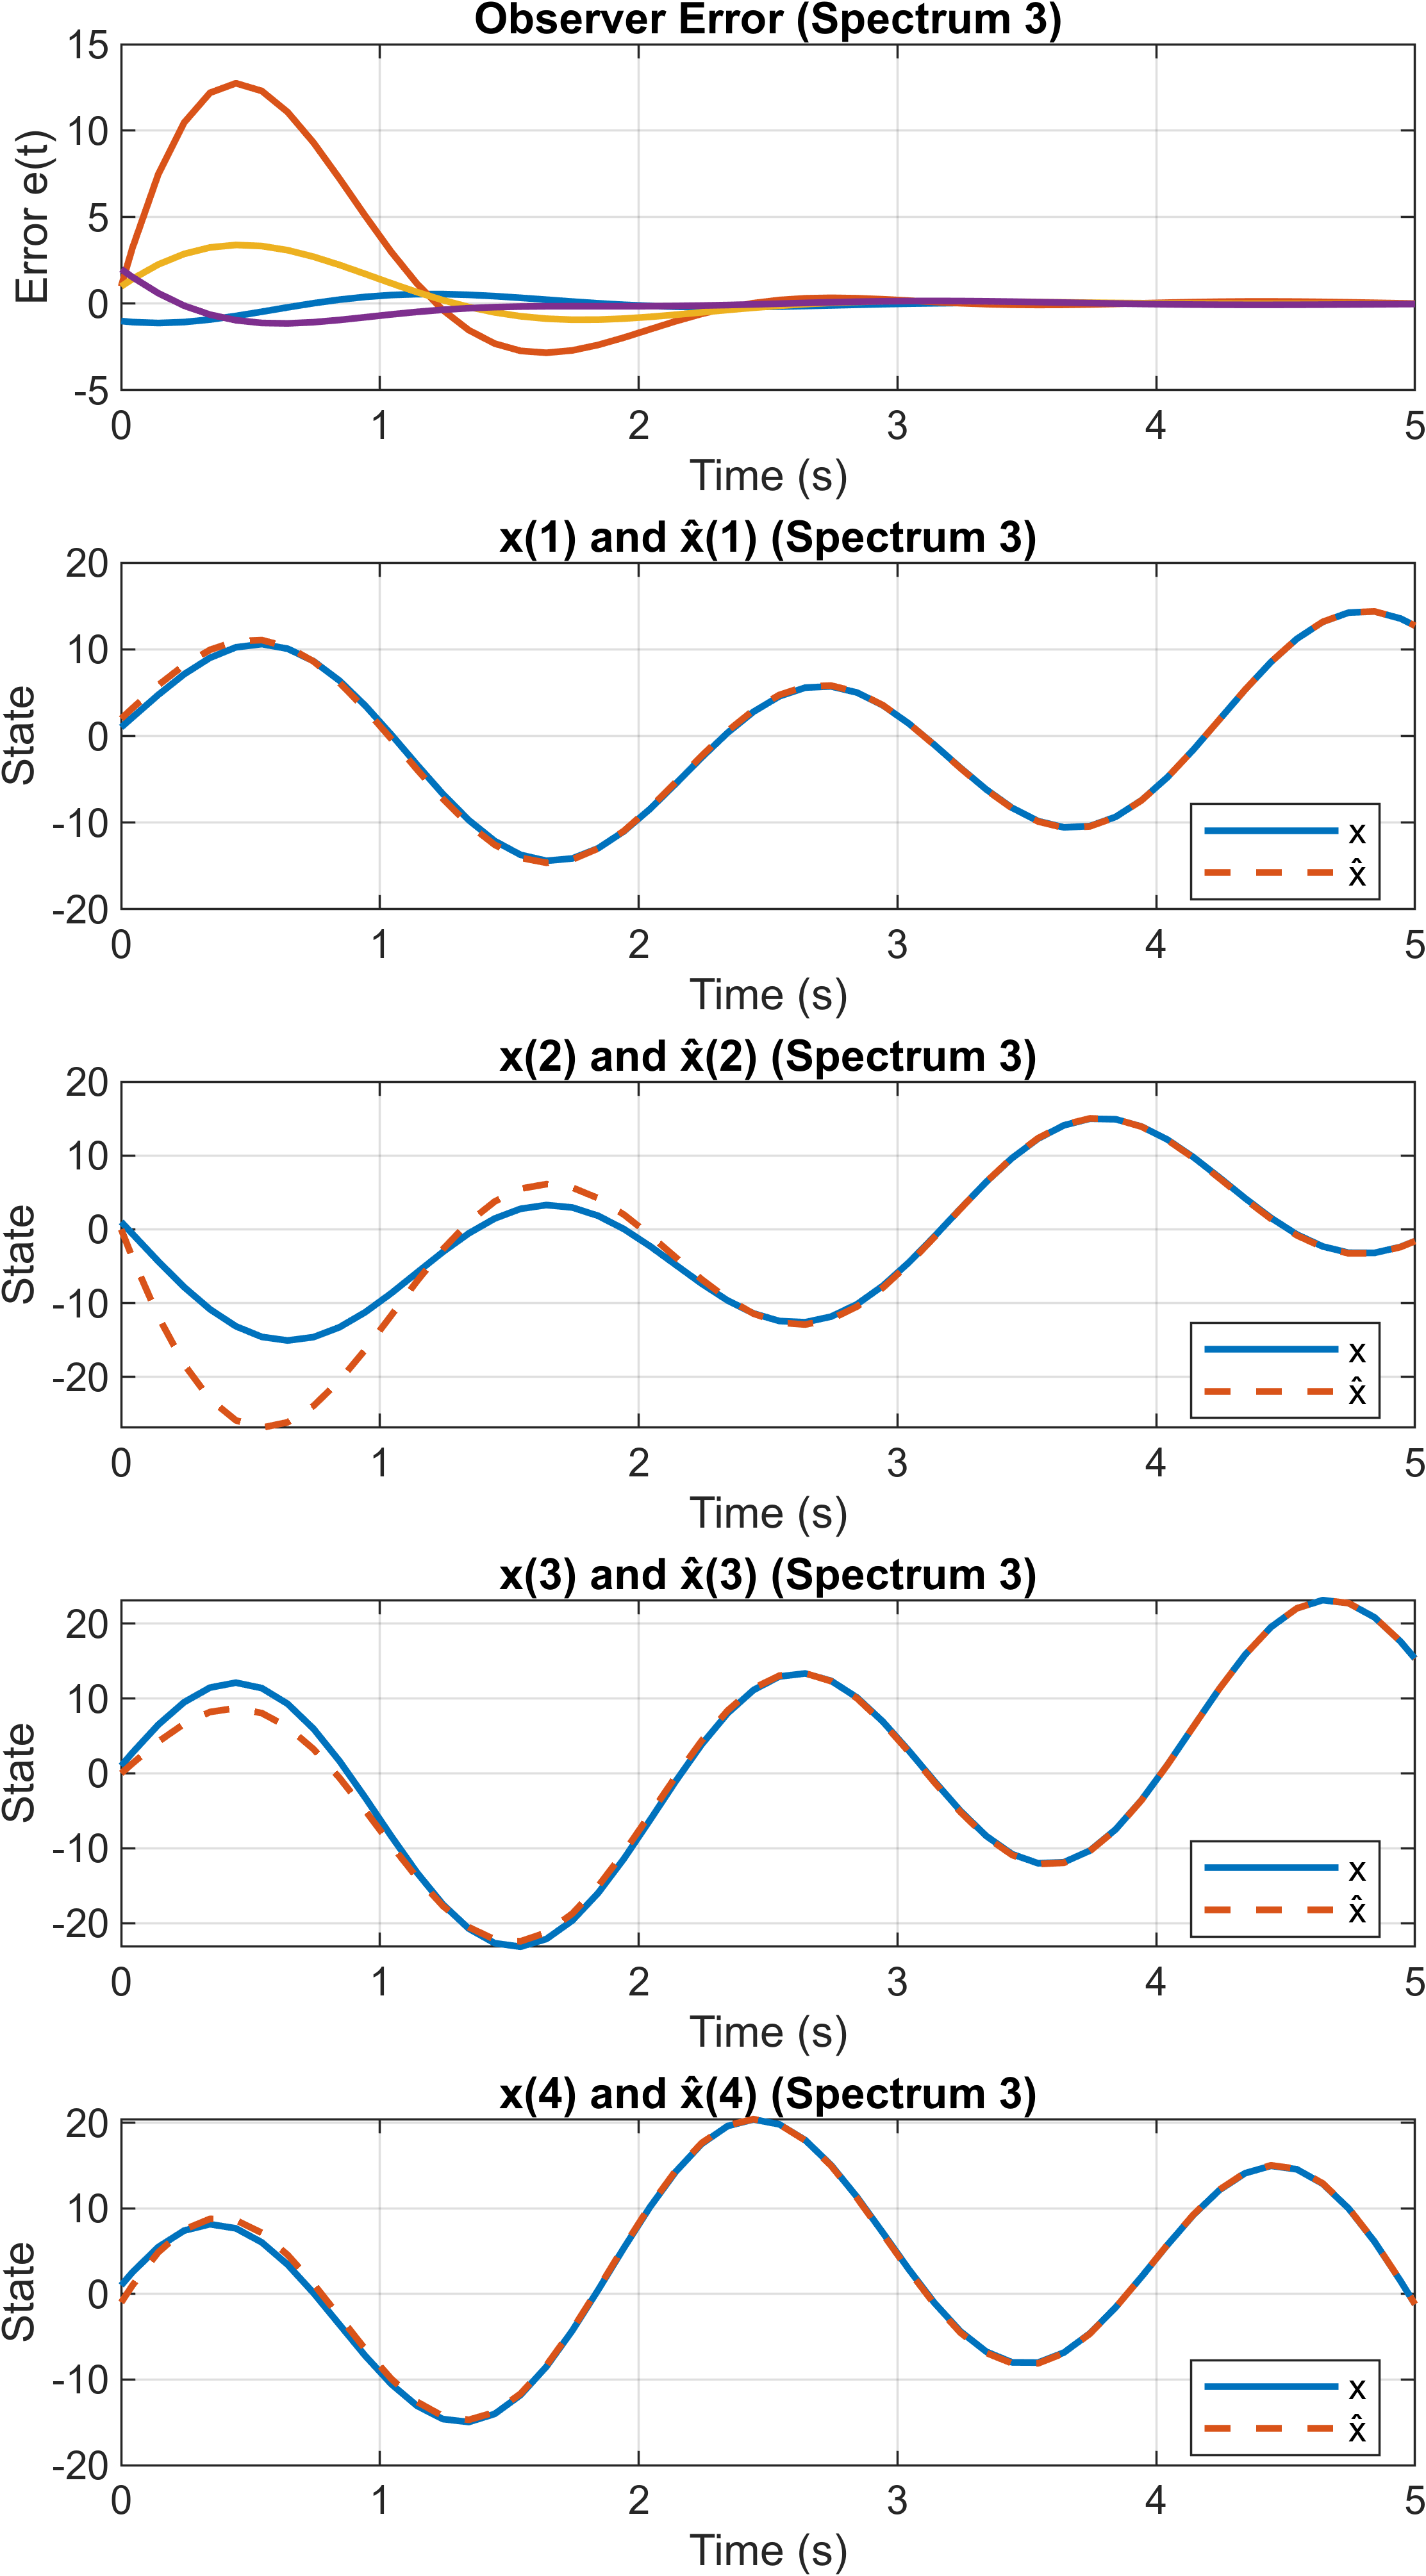 Observer Error (Spectrum 3)
15
10
5
0
-5
Error e(t)
0 1 2 3 4 5
Time (s)
x(1) and x̂(1) (Spectrum 3)
20
10
0
-10
-20
State
x
x̂
0 1 2 3 4 5
Time (s)
x(2) and x̂(2) (Spectrum 3)
20
10
0
-10
-20
State
x
x̂
0 1 2 3 4 5
Time (s)
x(3) and x̂(3) (Spectrum 3)
20
10
0
-10
-20
State
x
x̂
0 1 2 3 4 5
Time (s)
x(4) and x̂(4) (Spectrum 3)
20
10
0
-10
-20
State
x
x̂
0 1 2 3 4 5
Time (s)